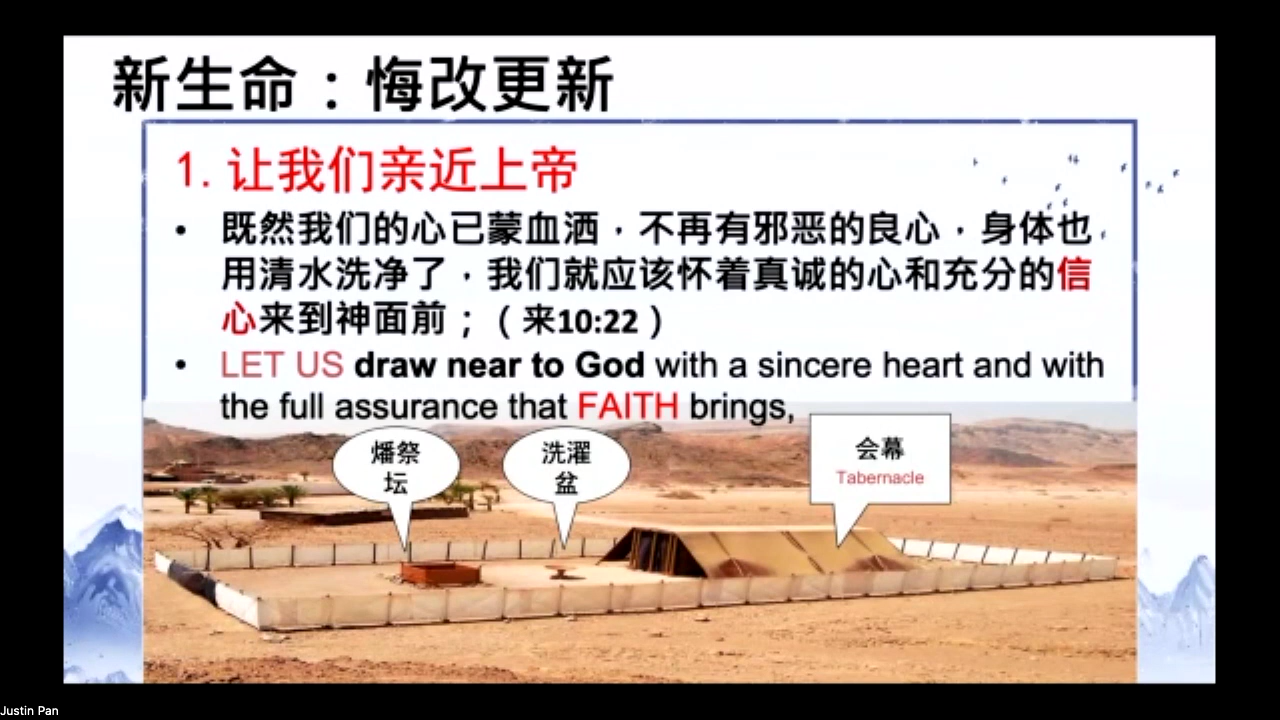 新生命：悔改更新
1. 让我们亲近上帝
• 既然我们的心已蒙血洒，不再有邪恶的良心，身体也
用清水洗净了，我们就应该怀着真诚的心和充分的信
心来到神面前；（来10:22）
• LET US draw near to God with a sincere heart and with
the full assurance that FAITH brings,
燔祭
坛
洗濯
盆
会幕
Tabernacle
Justin Pan